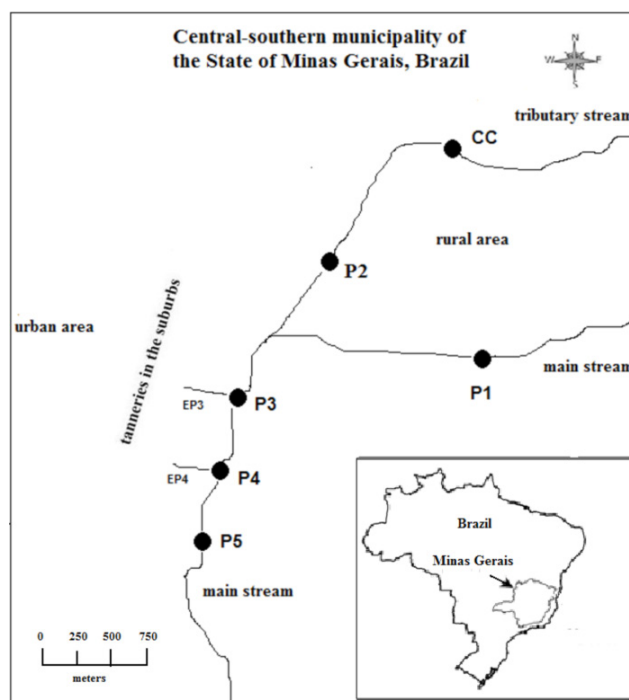 Central-southern municipality of
the State of Minas Gerais, Brazil
N
W E
S
tributary stream
CC
rural area
P2
urban area
tanneries in the suburbs
main stream
P1
EP3
P3
EP4
P4
P5
main stream
Brazil
Minas Gerais
0 250 500 750
meters